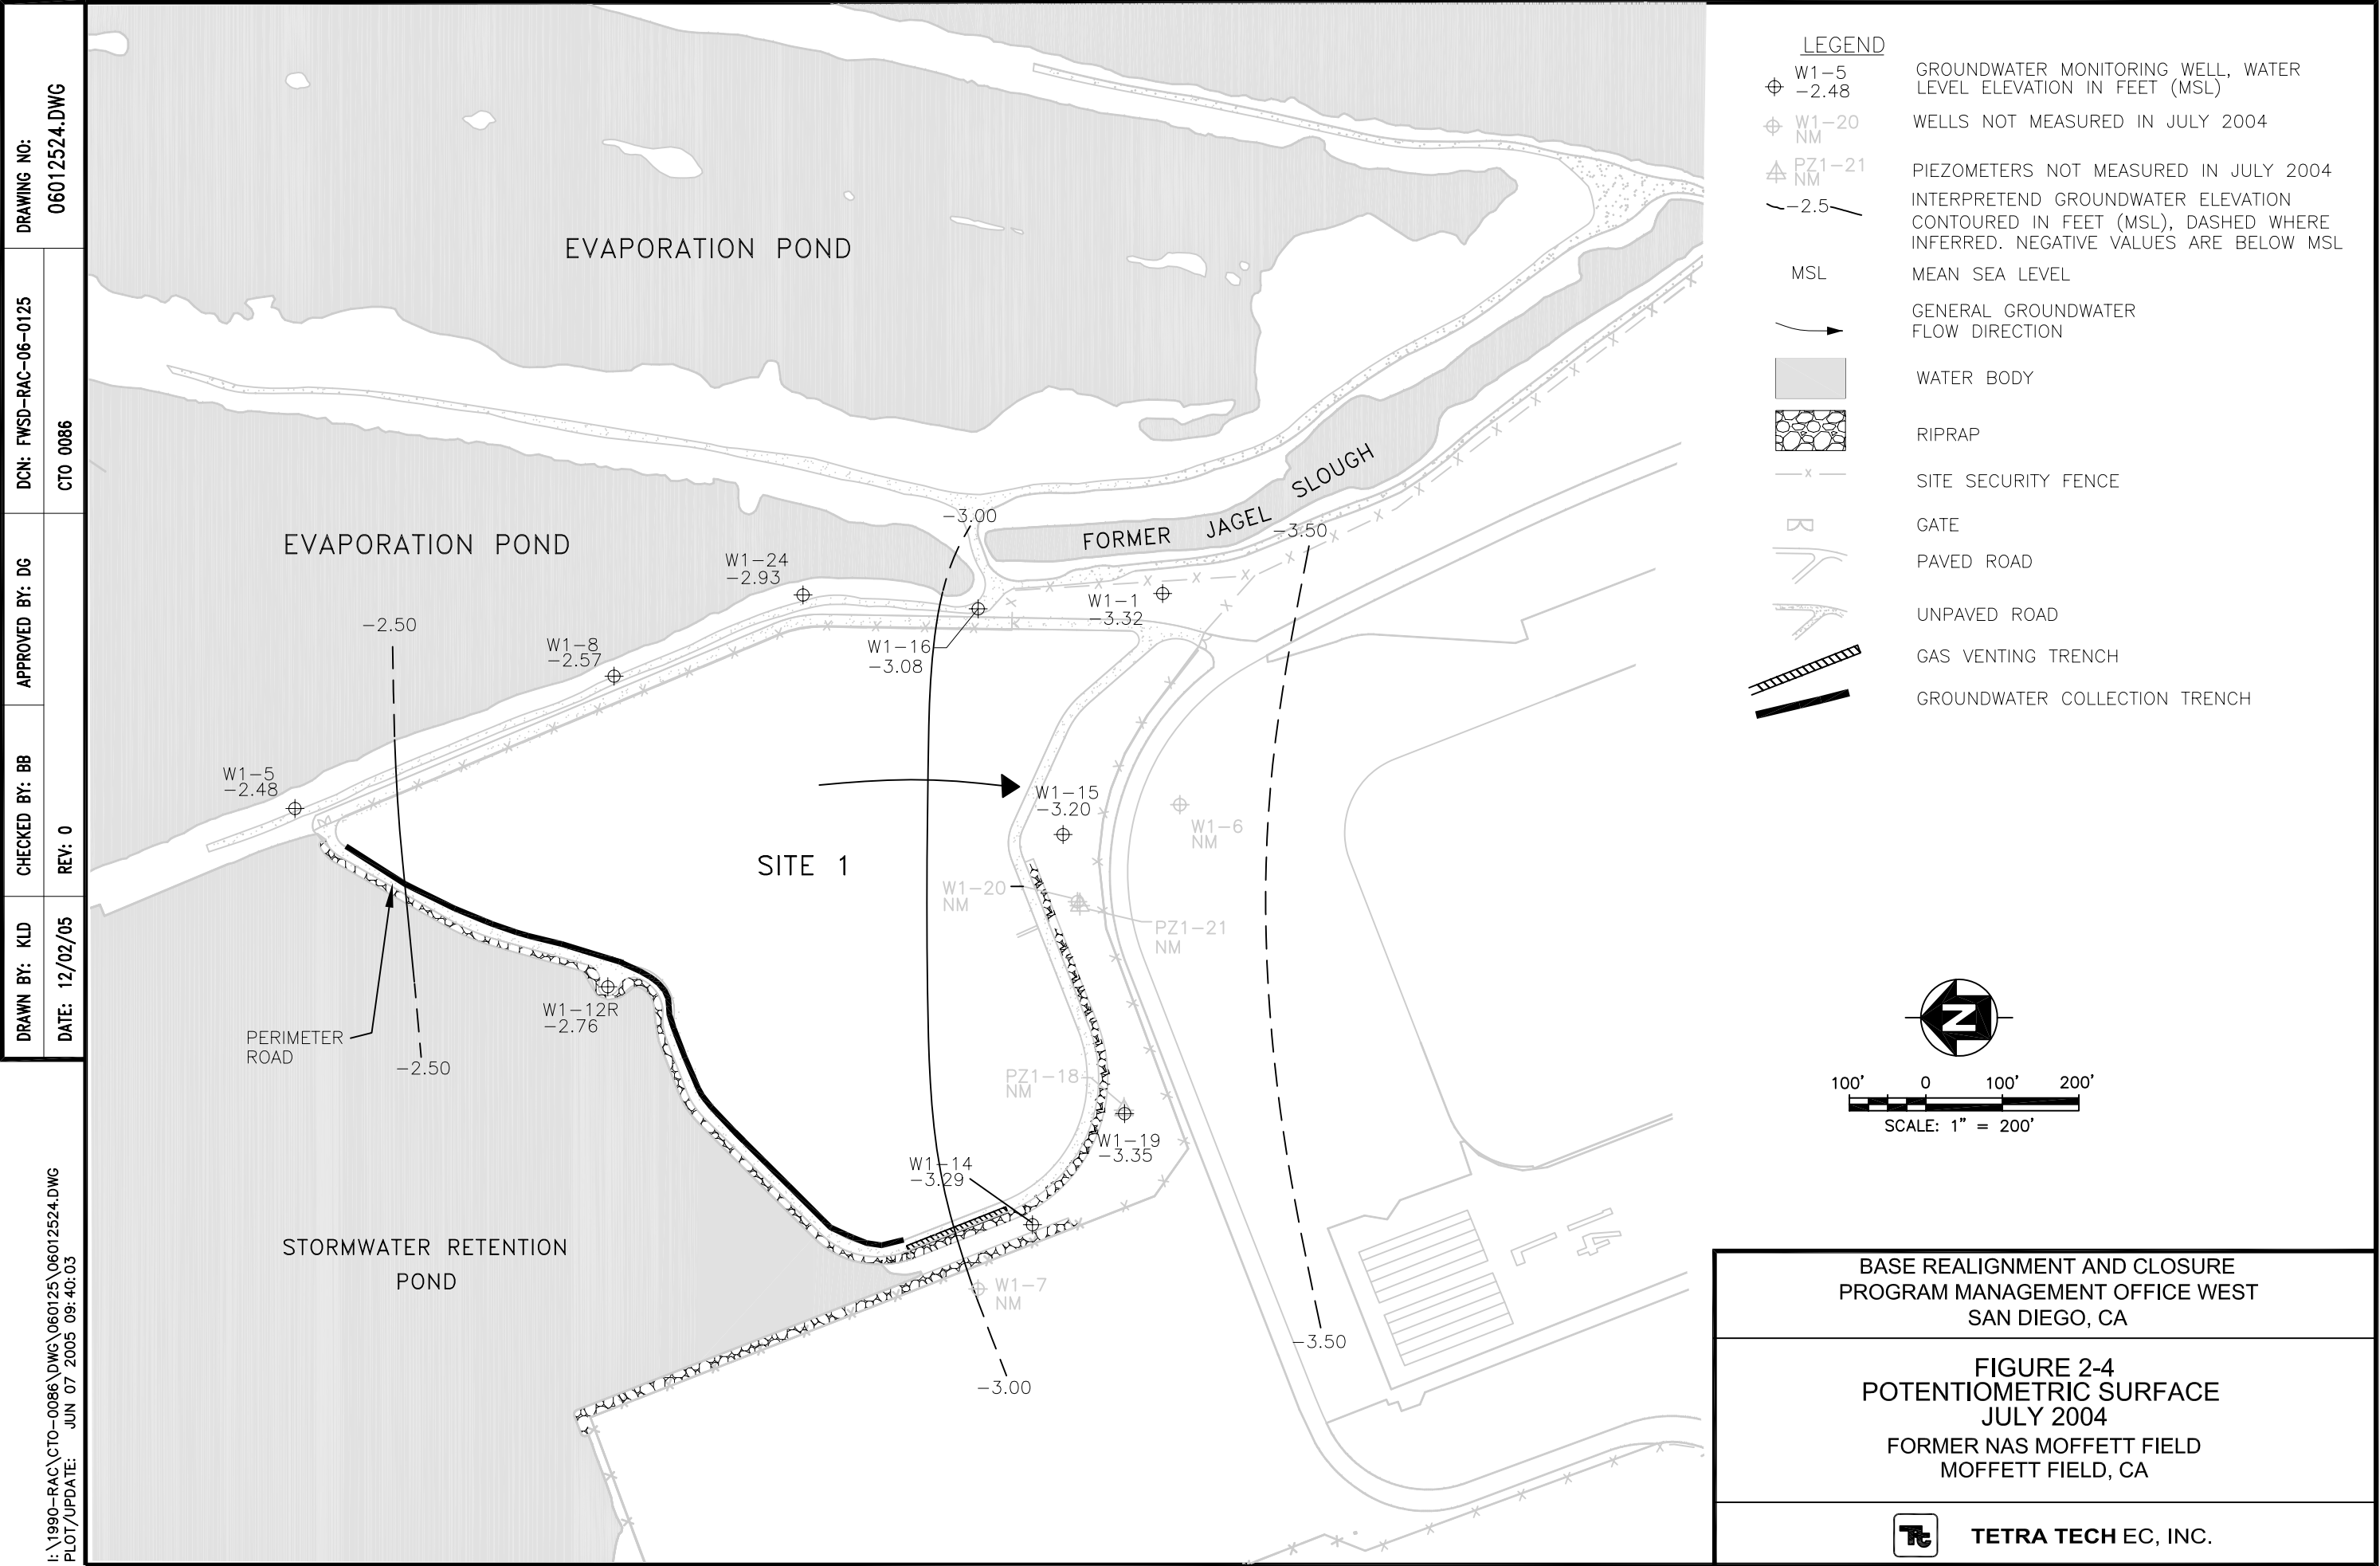 DRAWING NO:
06012524.DWG
DCN: FWSD-RAC-06-0125
CTO 0086
APPROVED BY: DG
CHECKED BY: BB
REV: 0
DRAWN BY: KLD
DATE: 12/02/05
I:\1990-RAC\CTO-0086\DWG\060125\06012524.DWG
PLOT/UPDATE: JUN 07 2005 09:40:03
EVAPORATION POND
EVAPORATION POND
FORMER JAGEL SLOUGH
-3.00
-3.50
W1-24
-2.93
-2.50
W1-8
-2.57
W1-1
-3.32
W1-16
-3.08
W1-5
-2.48
W1-15
-3.20
W1-6
NM
SITE 1
W1-20
NM
PZ1-21
NM
W1-12R
-2.76
PERIMETER
ROAD
-2.50
PZ1-18
NM
W1-19
-3.35
W1-14
-3.29
STORMWATER RETENTION
POND
W1-7
NM
-3.50
-3.00
14
LEGEND
W1-5
-2.48
GROUNDWATER MONITORING WELL, WATER
LEVEL ELEVATION IN FEET (MSL)
W1-20
NM
WELLS NOT MEASURED IN JULY 2004
PZ1-21
NM
PIEZOMETERS NOT MEASURED IN JULY 2004
-2.5
INTERPRETEND GROUNDWATER ELEVATION
CONTOURED IN FEET (MSL), DASHED WHERE
INFERRED. NEGATIVE VALUES ARE BELOW MSL
MSL
MEAN SEA LEVEL
GENERAL GROUNDWATER
FLOW DIRECTION
WATER BODY
RIPRAP
x
SITE SECURITY FENCE
GATE
PAVED ROAD
UNPAVED ROAD
GAS VENTING TRENCH
GROUNDWATER COLLECTION TRENCH
N
100' 0 100' 200'
SCALE: 1" = 200'
BASE REALIGNMENT AND CLOSURE
PROGRAM MANAGEMENT OFFICE WEST
SAN DIEGO, CA
FIGURE 2-4
POTENTIOMETRIC SURFACE
JULY 2004
FORMER NAS MOFFETT FIELD
MOFFETT FIELD, CA
TETRA TECH EC, INC.